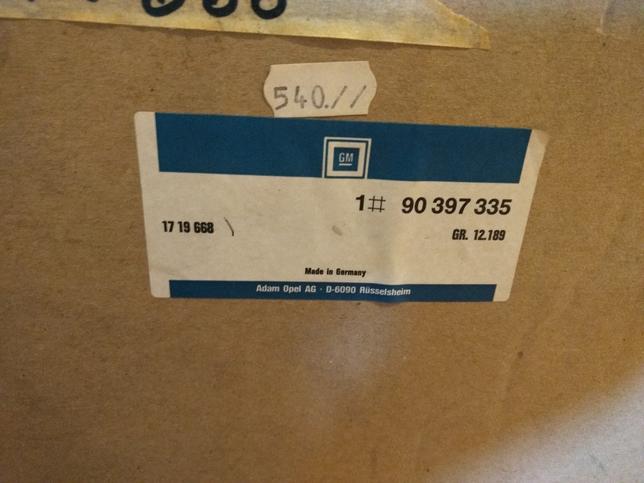 540.//
GM
1# 90 397 335
17 19 668
GR. 12.189
Made in Germany
Adam Opel AG · D-6090 Rüsselsheim